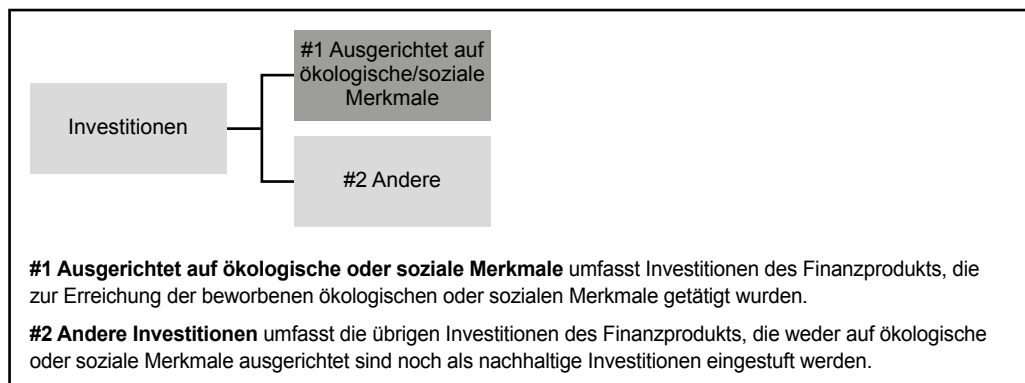 #1 Ausgerichtet auf
ökologische/soziale
Merkmale
Investitionen
#2 Andere
#1 Ausgerichtet auf ökologische oder soziale Merkmale umfasst Investitionen des Finanzprodukts, die
zur Erreichung der beworbenen ökologischen oder sozialen Merkmale getätigt wurden.
#2 Andere Investitionen umfasst die übrigen Investitionen des Finanzprodukts, die weder auf ökologische
oder soziale Merkmale ausgerichtet sind noch als nachhaltige Investitionen eingestuft werden.